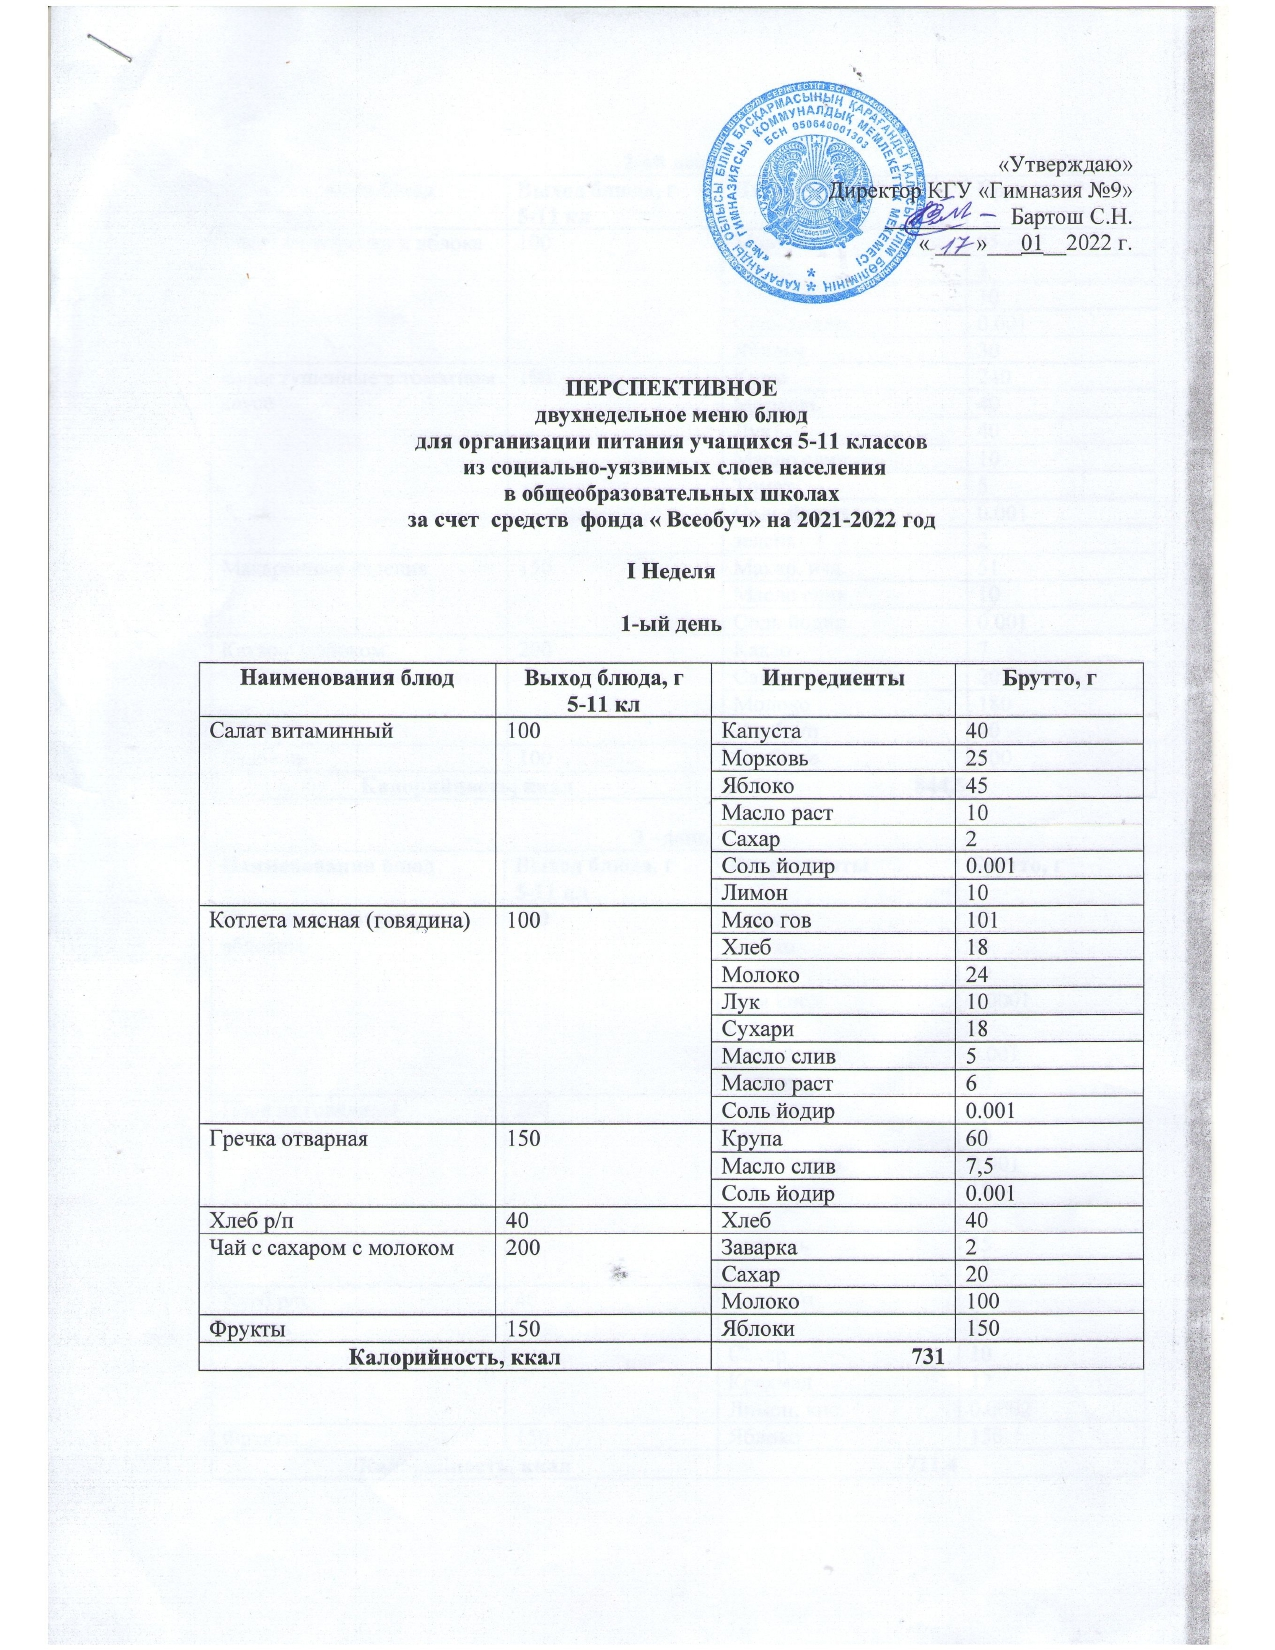 «Утверждаю»
Директор КГУ «Гимназия №9»
Бартош С.Н.
« 17 »___01__2022 г.
БСН 950640001303
ПЕРСПЕКТИВНОЕ
двухнедельное меню блюд
для организации питания учащихся 5-11 классов
из социально-уязвимых слоев населения
в общеобразовательных школах
за счет средств фонда « Всеобуч» на 2021-2022 год
I Неделя
1-ый день
Наименования блюд Выход блюда, г Ингредиенты Брутто, г
5-11 кл
Салат витаминный 100 Капуста 40
Морковь 25
Яблоко 45
Масло раст 10
Сахар 2
Соль йодир 0.001
Лимон 10
Котлета мясная (говядина) 100 Мясо гов 101
Хлеб 18
Молоко 24
Лук 10
Сухари 18
Масло слив 5
Масло раст 6
Соль йодир 0.001
Гречка отварная 150 Крупа 60
Масло слив 7,5
Соль йодир 0.001
Хлеб р/п 40 Хлеб 40
Чай с сахаром с молоком 200 Заварка 2
Сахар 20
Молоко 100
Фрукты 150 Яблоки 150
Калорийность, ккал 731